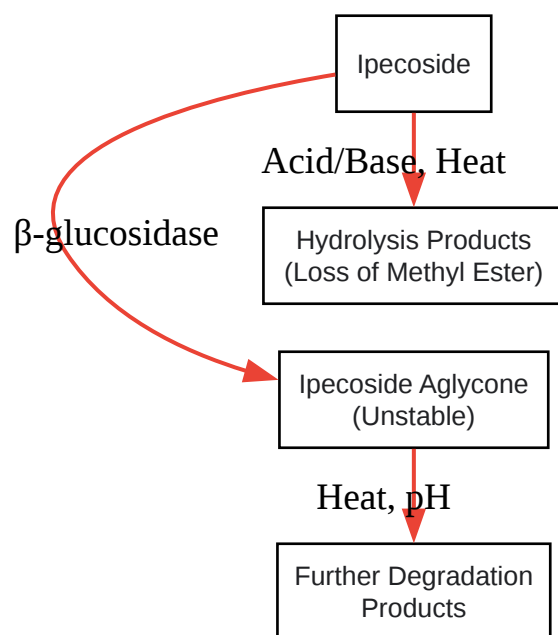 Ipecoside
Acid/Base, Heat
β-glucosidase
Hydrolysis Products
(Loss of Methyl Ester)
Ipecoside Aglycone
(Unstable)
Heat, pH
Further Degradation
Products